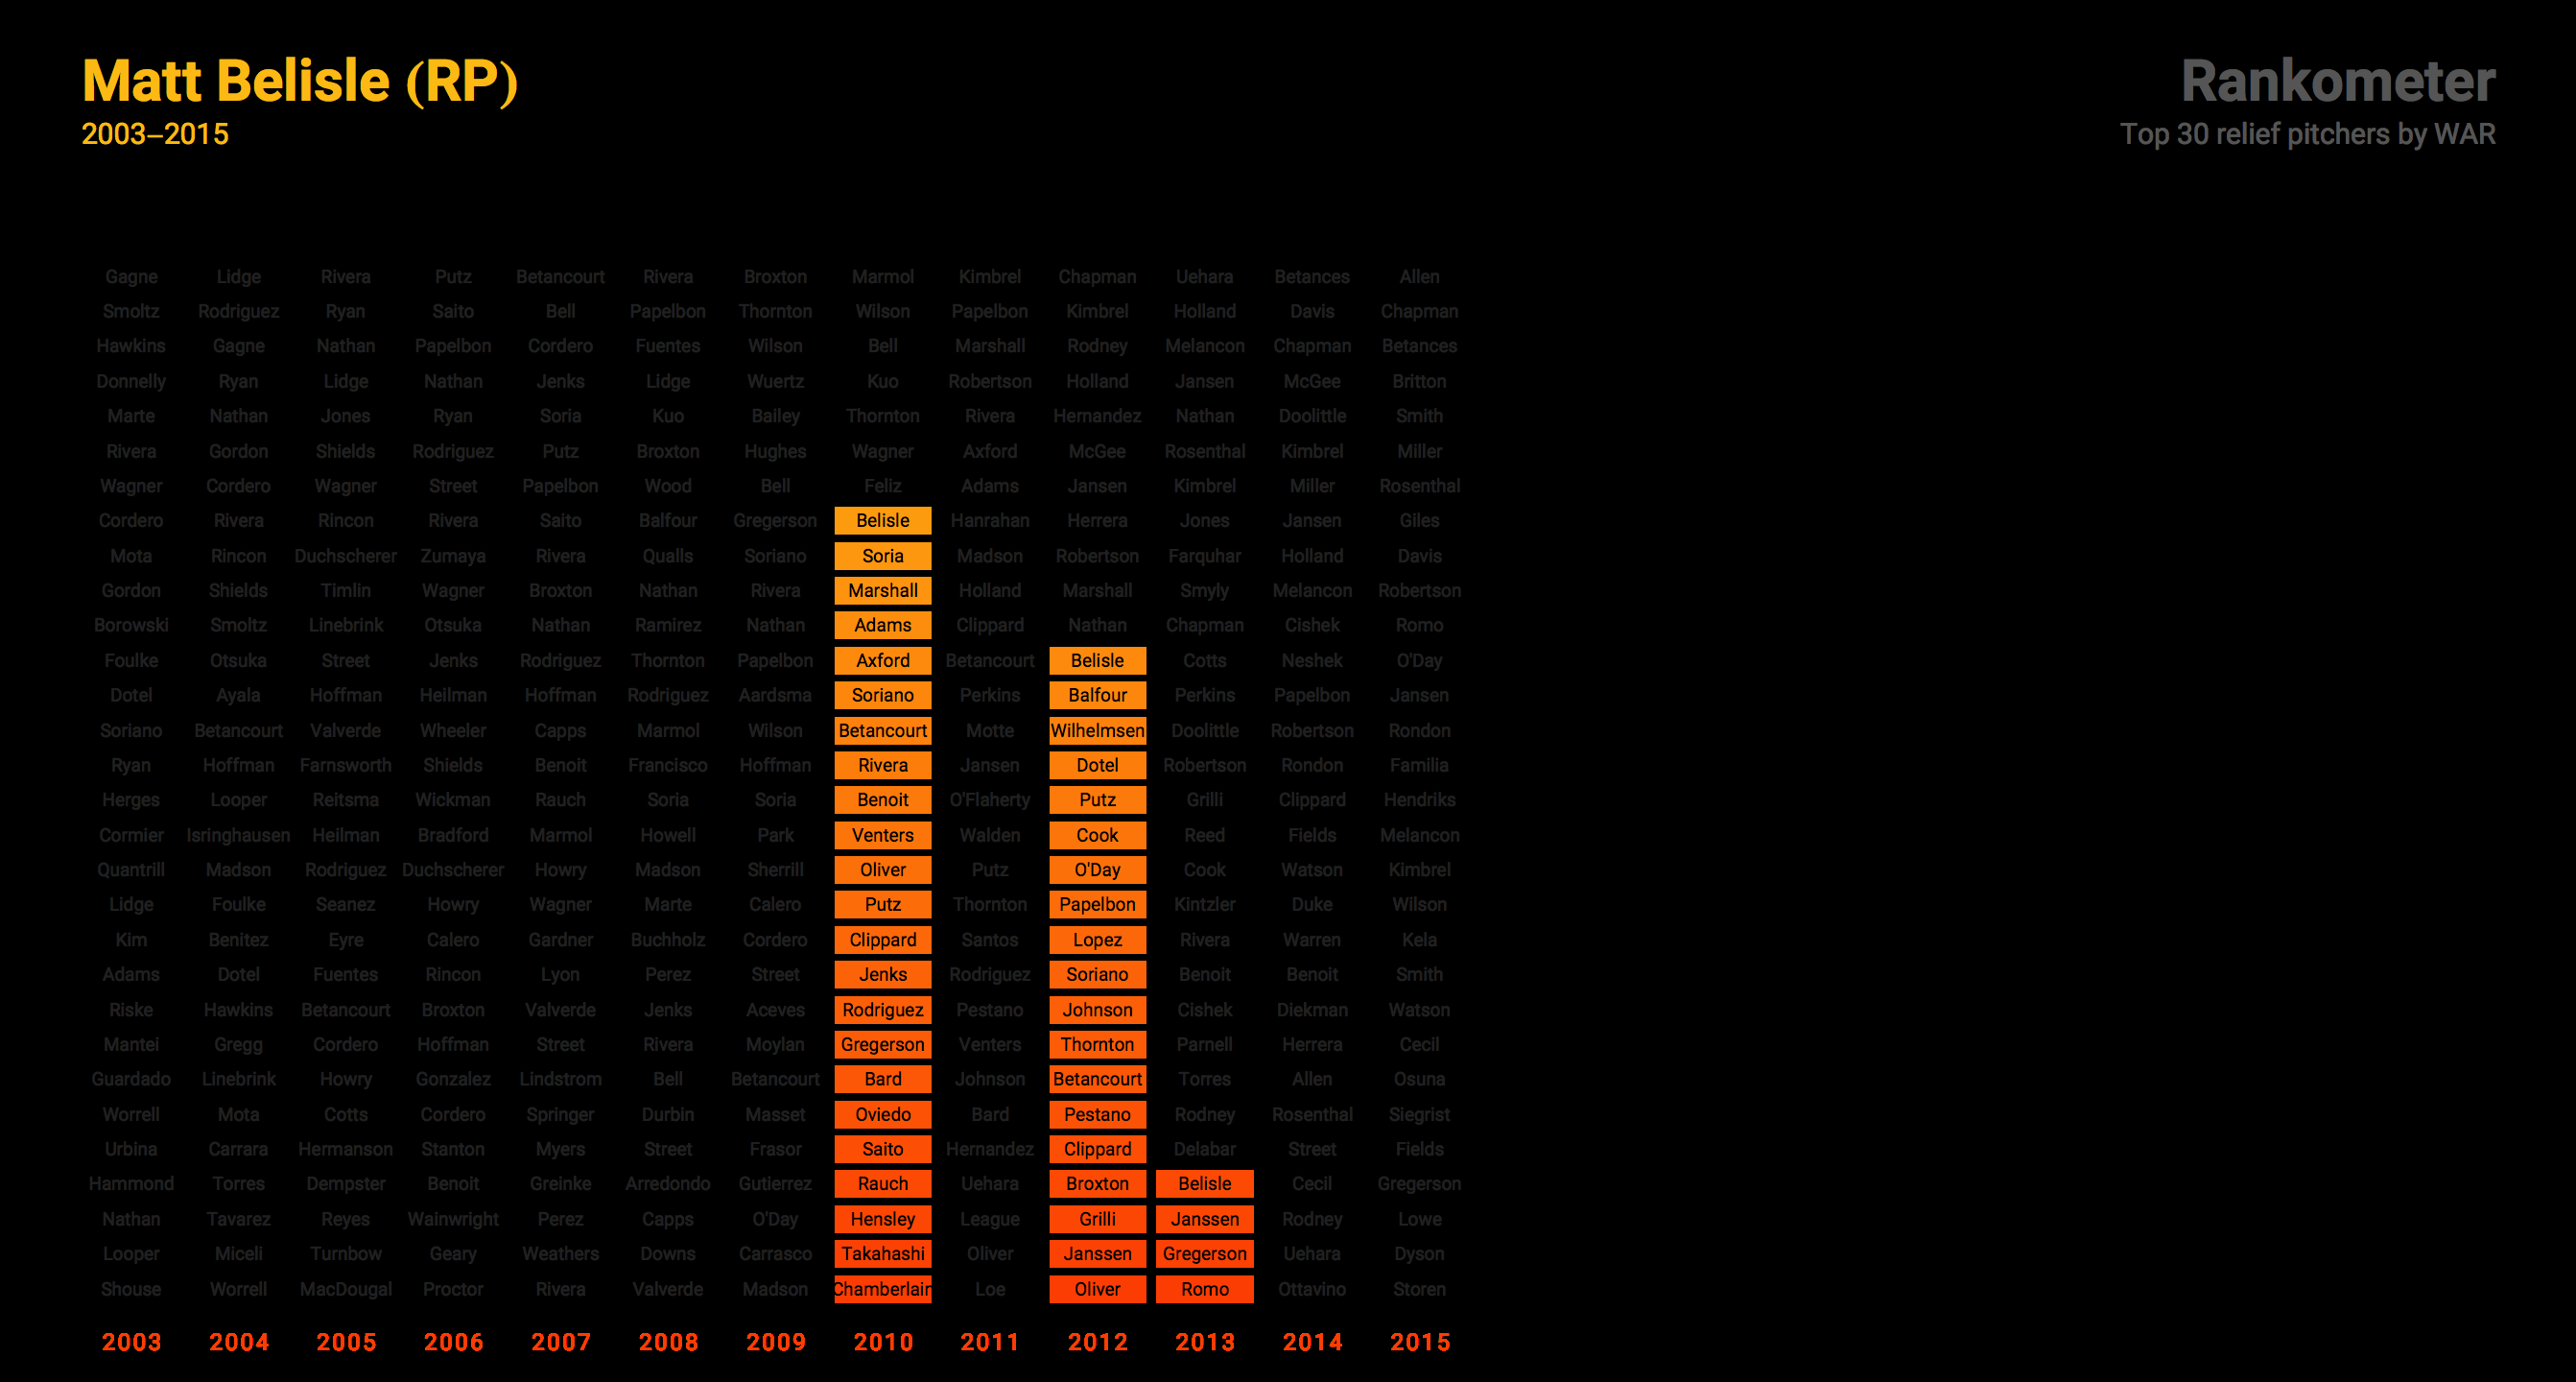 Matt Belisle (RP)
2003–2015
Rankometer
Top 30 relief pitchers by WAR
Gagne Lidge Rivera Putz Betancourt Rivera Broxton Marmol Kimbrel Chapman Uehara Betances Allen
Smoltz Rodriguez Ryan Saito Bell Papelbon Thornton Wilson Papelbon Kimbrel Holland Davis Chapman
Hawkins Gagne Nathan Papelbon Cordero Fuentes Wilson Bell Marshall Rodney Melancon Chapman Betances
Donnelly Ryan Lidge Nathan Jenks Lidge Wuertz Kuo Robertson Holland Jansen McGee Britton
Marte Nathan Jones Ryan Soria Kuo Bailey Thornton Rivera Hernandez Nathan Doolittle Smith
Rivera Gordon Shields Rodriguez Putz Broxton Hughes Wagner Axford McGee Rosenthal Kimbrel Miller
Wagner Cordero Wagner Street Papelbon Wood Bell Feliz Adams Jansen Kimbrel Miller Rosenthal
Cordero Rivera Rincon Rivera Saito Balfour Gregerson Belisle Hanrahan Herrera Jones Jansen Giles
Mota Rincon Duchscherer Zumaya Rivera Qualls Soriano Soria Madson Robertson Farquhar Holland Davis
Gordon Shields Timlin Wagner Broxton Nathan Rivera Marshall Holland Marshall Smyly Melancon Robertson
Borowski Smoltz Linebrink Otsuka Nathan Ramirez Nathan Adams Clippard Nathan Chapman Cishek Romo
Foulke Otsuka Street Jenks Rodriguez Thornton Papelbon Axford Betancourt Belisle Cotts Neshek O'Day
Dotel Ayala Hoffman Heilman Hoffman Rodriguez Aardsma Soriano Perkins Balfour Perkins Papelbon Jansen
Soriano Betancourt Valverde Wheeler Capps Marmol Wilson Betancourt Motte Wilhelmsen Doolittle Robertson Rondon
Ryan Hoffman Farnsworth Shields Benoit Francisco Hoffman Rivera Jansen Dotel Robertson Rondon Familia
Herges Looper Reitsma Wickman Rauch Soria Soria Benoit O'Flaherty Putz Grilli Clippard Hendriks
Cormier Isringhausen Heilman Bradford Marmol Howell Park Venters Walden Cook Reed Fields Melancon
Quantrill Madson Rodriguez Duchscherer Howry Madson Sherrill Oliver Putz O'Day Cook Watson Kimbrel
Lidge Foulke Seanez Howry Wagner Marte Calero Putz Thornton Papelbon Kintzler Duke Wilson
Kim Benitez Eyre Calero Gardner Buchholz Cordero Clippard Santos Lopez Rivera Warren Kela
Adams Dotel Fuentes Rincon Lyon Perez Street Jenks Rodriguez Soriano Benoit Benoit Smith
Riske Hawkins Betancourt Broxton Valverde Jenks Aceves Rodriguez Pestano Johnson Cishek Diekman Watson
Mantei Gregg Cordero Hoffman Street Rivera Moylan Gregerson Venters Thornton Parnell Herrera Cecil
Guardado Linebrink Howry Gonzalez Lindstrom Bell Betancourt Bard Johnson Betancourt Torres Allen Osuna
Worrell Mota Cotts Cordero Springer Durbin Masset Oviedo Bard Pestano Rodney Rosenthal Siegrist
Urbina Carrara Hermanson Stanton Myers Street Frasor Saito Hernandez Clippard Delabar Street Fields
Hammond Torres Dempster Benoit Greinke Arredondo Gutierrez Rauch Uehara Broxton Belisle Cecil Gregerson
Nathan Tavarez Reyes Wainwright Perez Capps O'Day Hensley League Grilli Janssen Rodney Lowe
Looper Miceli Turnbow Geary Weathers Downs Carrasco Takahashi Oliver Janssen Gregerson Uehara Dyson
Shouse Worrell MacDougal Proctor Rivera Valverde Madson Chamberlain Loe Oliver Romo Ottavino Storen
2003 2004 2005 2006 2007 2008 2009 2010 2011 2012 2013 2014 2015